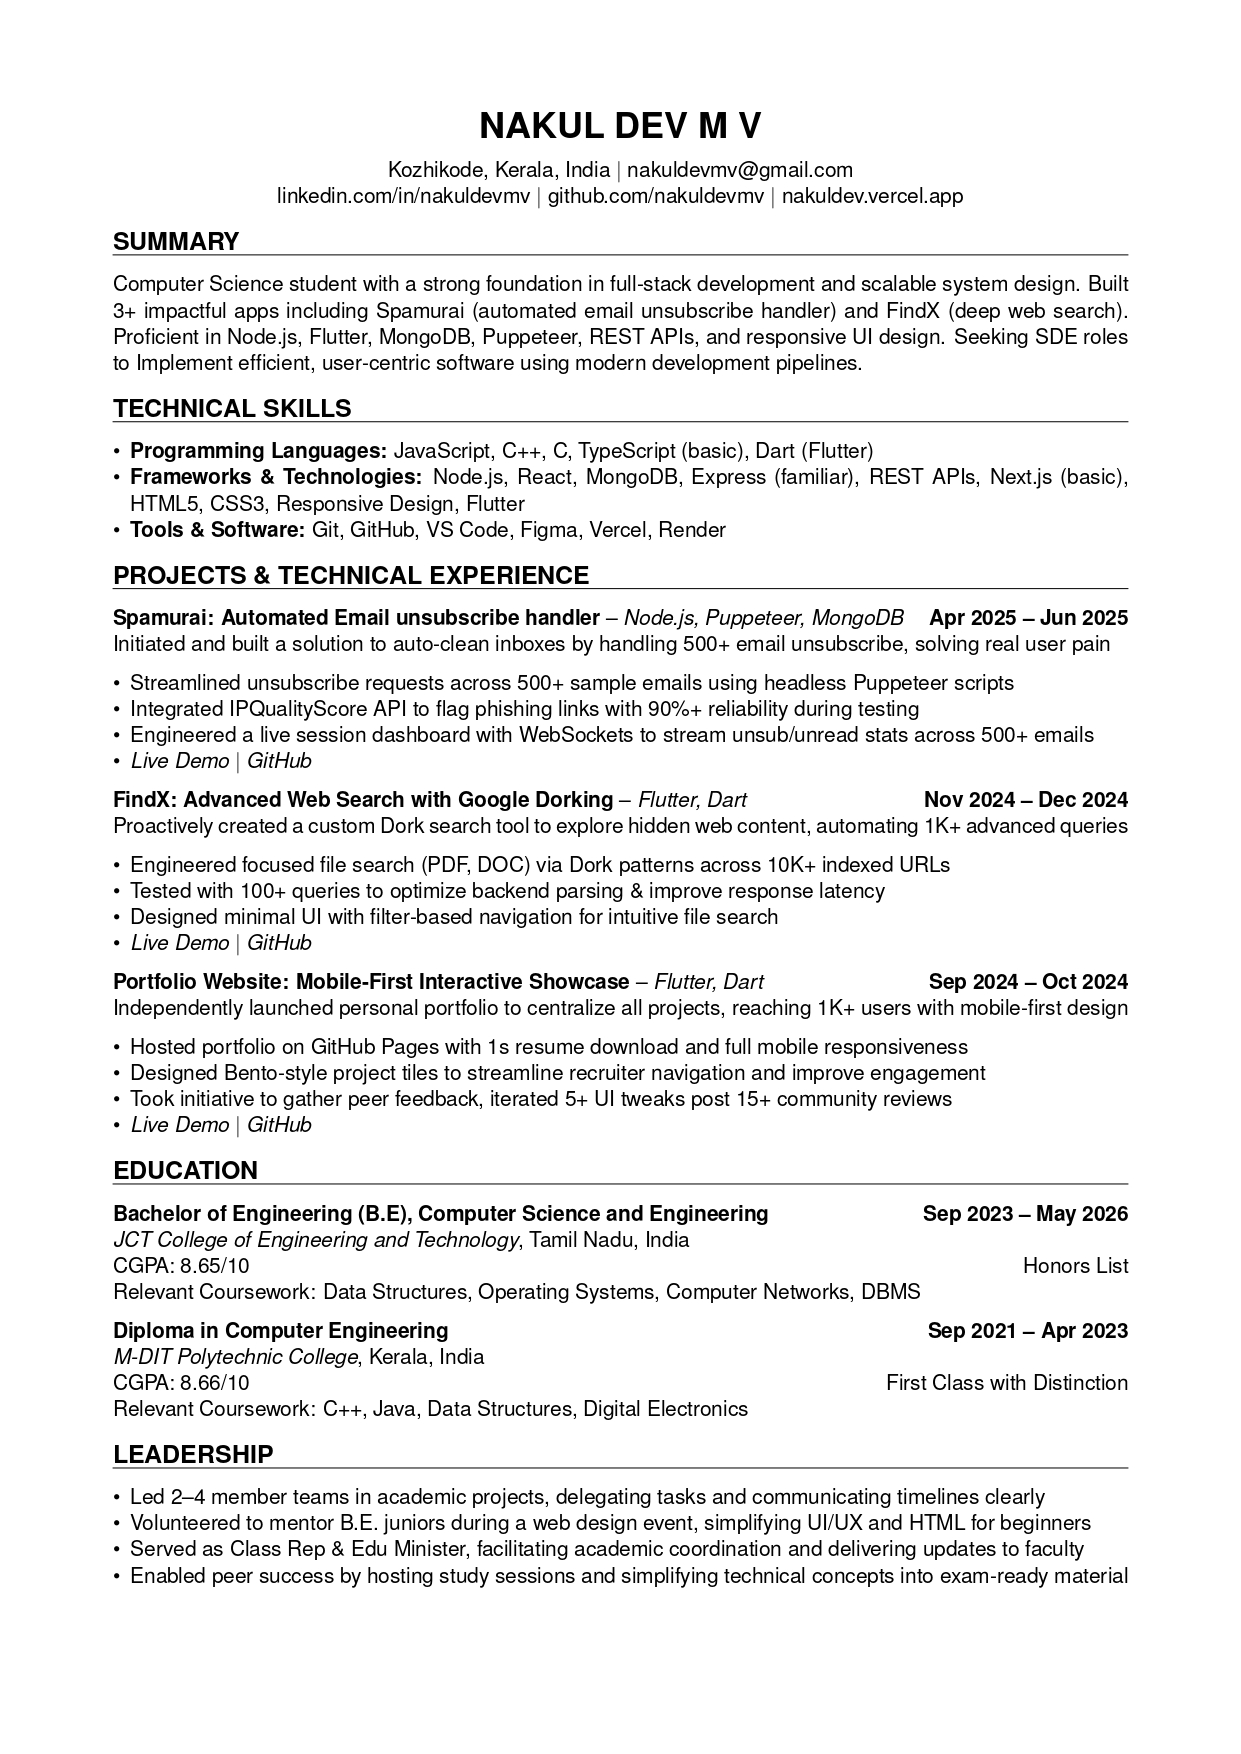 NAKUL DEV M V
Kozhikode, Kerala, India | nakuldevmv@gmail.com
linkedin.com/in/nakuldevmv | github.com/nakuldevmv | nakuldev.vercel.app
SUMMARY
Computer Science student with a strong foundation in full-stack development and scalable system design. Built
3+ impactful apps including Spamurai (automated email unsubscribe handler) and FindX (deep web search).
Proficient in Node.js, Flutter, MongoDB, Puppeteer, REST APIs, and responsive UI design. Seeking SDE roles
to Implement efficient, user-centric software using modern development pipelines.
TECHNICAL SKILLS
• Programming Languages: JavaScript, C++, C, TypeScript (basic), Dart (Flutter)
• Frameworks & Technologies: Node.js, React, MongoDB, Express (familiar), REST APIs, Next.js (basic),
HTML5, CSS3, Responsive Design, Flutter
• Tools & Software: Git, GitHub, VS Code, Figma, Vercel, Render
PROJECTS & TECHNICAL EXPERIENCE
Spamurai: Automated Email unsubscribe handler – Node.js, Puppeteer, MongoDB Apr 2025 – Jun 2025
Initiated and built a solution to auto-clean inboxes by handling 500+ email unsubscribe, solving real user pain
• Streamlined unsubscribe requests across 500+ sample emails using headless Puppeteer scripts
• Integrated IPQualityScore API to flag phishing links with 90%+ reliability during testing
• Engineered a live session dashboard with WebSockets to stream unsub/unread stats across 500+ emails
• Live Demo | GitHub
FindX: Advanced Web Search with Google Dorking – Flutter, Dart Nov 2024 – Dec 2024
Proactively created a custom Dork search tool to explore hidden web content, automating 1K+ advanced queries
• Engineered focused file search (PDF, DOC) via Dork patterns across 10K+ indexed URLs
• Tested with 100+ queries to optimize backend parsing & improve response latency
• Designed minimal UI with filter-based navigation for intuitive file search
• Live Demo | GitHub
Portfolio Website: Mobile-First Interactive Showcase – Flutter, Dart Sep 2024 – Oct 2024
Independently launched personal portfolio to centralize all projects, reaching 1K+ users with mobile-first design
• Hosted portfolio on GitHub Pages with 1s resume download and full mobile responsiveness
• Designed Bento-style project tiles to streamline recruiter navigation and improve engagement
• Took initiative to gather peer feedback, iterated 5+ UI tweaks post 15+ community reviews
• Live Demo | GitHub
EDUCATION
Bachelor of Engineering (B.E), Computer Science and Engineering Sep 2023 – May 2026
JCT College of Engineering and Technology, Tamil Nadu, India
CGPA: 8.65/10 Honors List
Relevant Coursework: Data Structures, Operating Systems, Computer Networks, DBMS
Diploma in Computer Engineering Sep 2021 – Apr 2023
M-DIT Polytechnic College, Kerala, India
CGPA: 8.66/10 First Class with Distinction
Relevant Coursework: C++, Java, Data Structures, Digital Electronics
LEADERSHIP
• Led 2–4 member teams in academic projects, delegating tasks and communicating timelines clearly
• Volunteered to mentor B.E. juniors during a web design event, simplifying UI/UX and HTML for beginners
• Served as Class Rep & Edu Minister, facilitating academic coordination and delivering updates to faculty
• Enabled peer success by hosting study sessions and simplifying technical concepts into exam-ready material